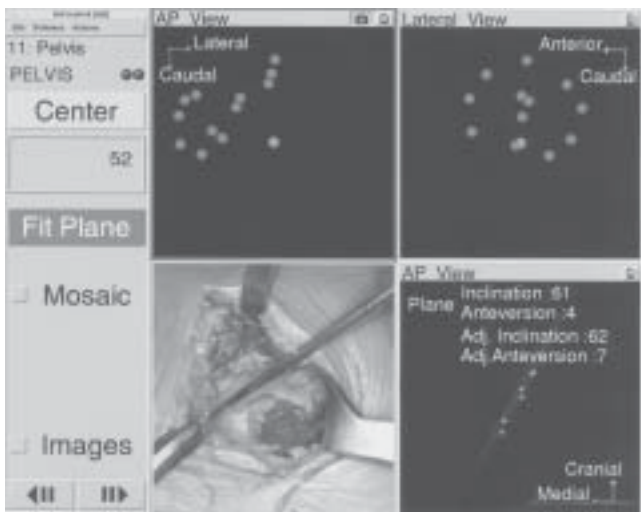 11: Pelvis
PELVIS
Center
52
Fit Plane
Mosaic
Images
AP View
Lateral
Caudal
Lateral View
Anterior
Caudal
AP View
Plane
Inclination :61
Anteversion :4
Adj. Inclination :62
Adj. Anteversion :7
Cranial
Medial